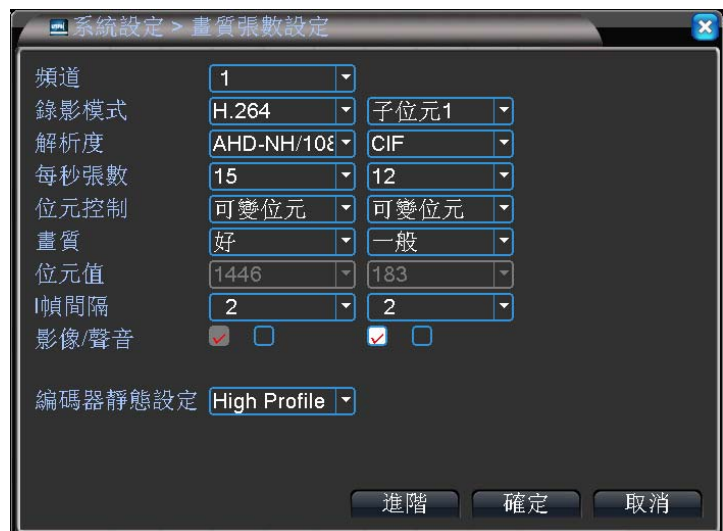 系統設定 > 畫質張數設定
頻道 1
錄影模式 H.264 子位元1
解析度 AHD-NH/108 CIF
每秒張數 15 12
位元控制 可變位元 可變位元
畫質 好 一般
位元值 1446 183
I幀間隔 2 2
影像/聲音
編碼器靜態設定 High Profile
進階 確定 取消